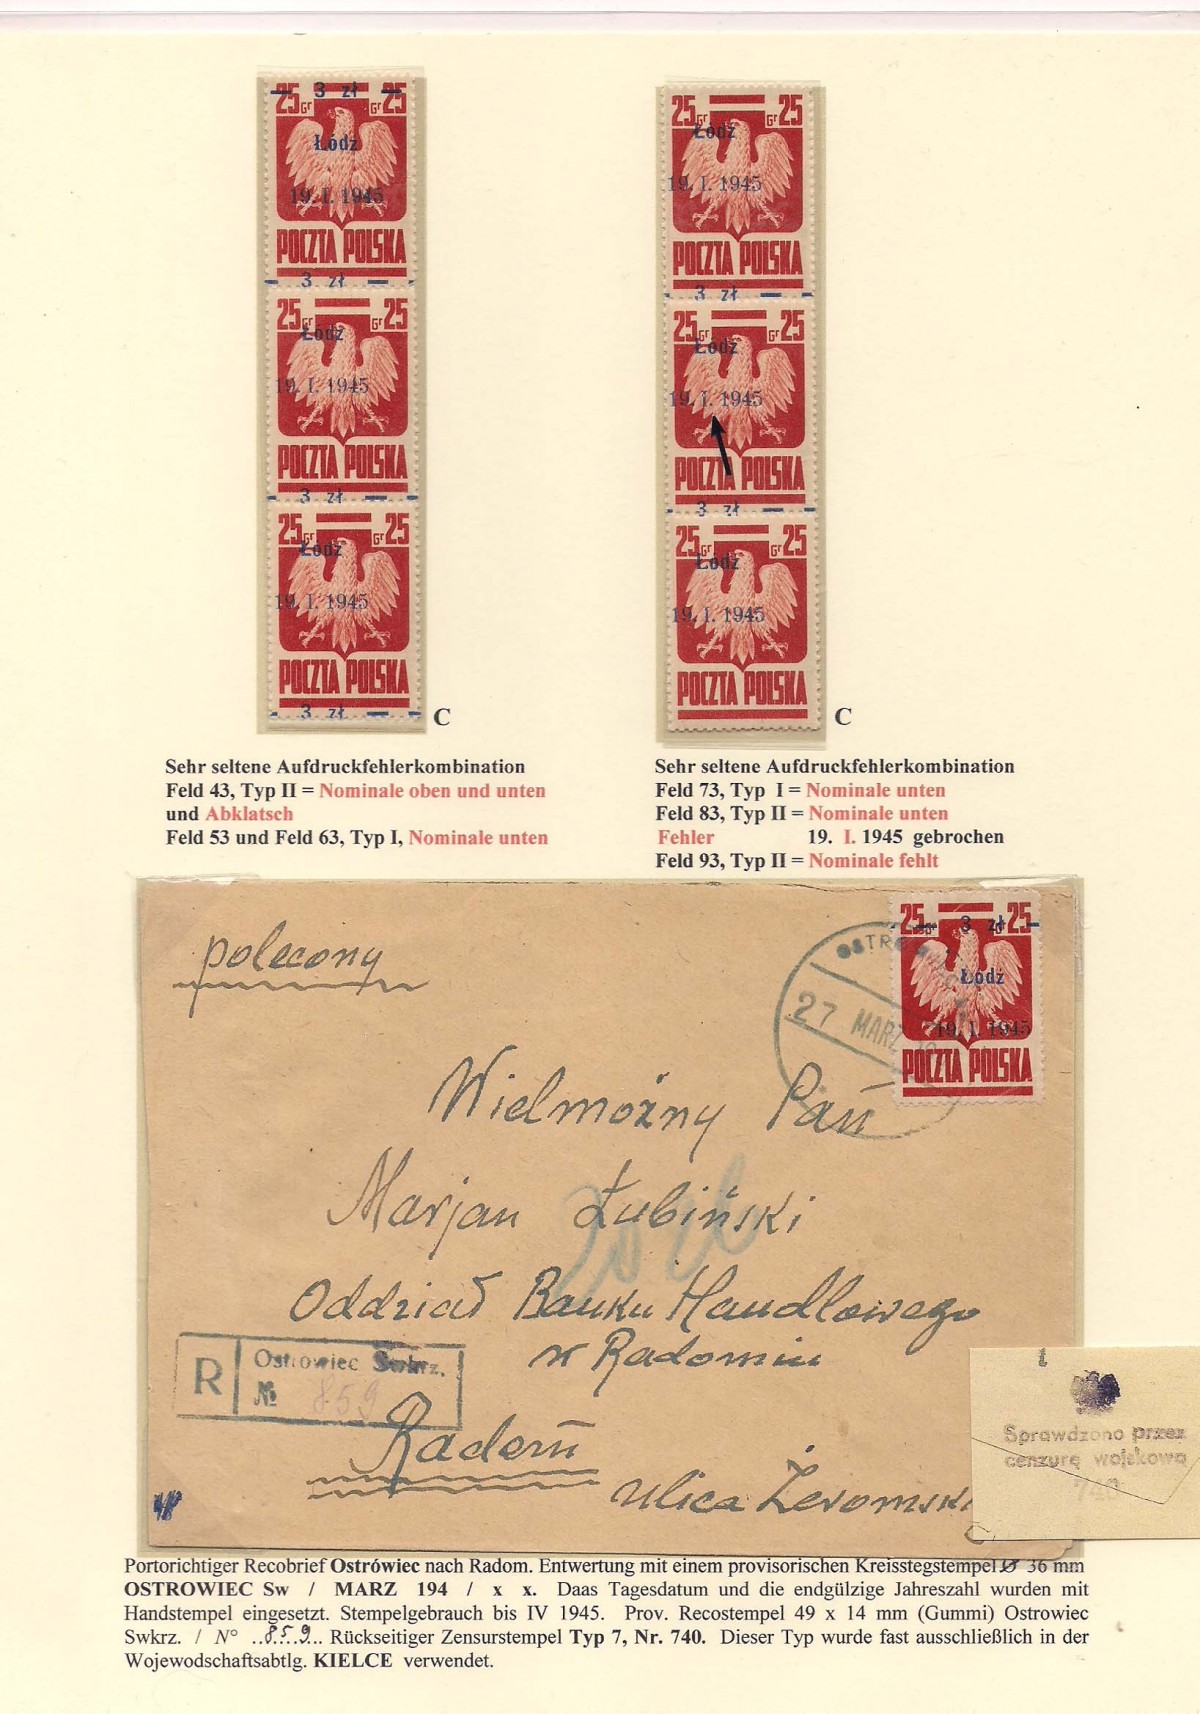 25 Gr 3 zł Gr 25
Łódź
19. I. 1945
POCZTA POLSKA
3 zł
25 Gr Gr 25
Łódź
19. I. 1945
POCZTA POLSKA
3 zł
25 Gr Gr 25
Łódź
19. I. 1945
POCZTA POLSKA
3 zł
C
25 Gr Gr 25
Łódź
19. I. 1945
POCZTA POLSKA
3 zł
25 Gr Gr 25
Łódź
19. I. 1945
POCZTA POLSKA
3 zł
25 Gr Gr 25
Łódź
19. I. 1945
POCZTA POLSKA
C
Sehr seltene Aufdruckfehlerkombination
Feld 43, Typ II = Nominale oben und unten
und Abklatsch
Feld 53 und Feld 63, Typ I, Nominale unten
Sehr seltene Aufdruckfehlerkombination
Feld 73, Typ I = Nominale unten
Feld 83, Typ II = Nominale unten
Fehler 19. I. 1945 gebrochen
Feld 93, Typ II = Nominale fehlt
polecony
25 3 zł 25
Łódź
19. I. 1945
POCZTA POLSKA
27 MARZ
Wielmożny Pan
Marjan Łubiński
Oddział Banku Handlowego
w Radomiu
R Ostrowiec Swkrz.
№ 859
Radom
ulica Żeromski
Sprawdzono przez
cenzurę wojskową
740
Portorichtiger Recobrief Ostrówiec nach Radom. Entwertung mit einem provisorischen Kreisstegstempel Ø 36 mm
OSTROWIEC Sw / MARZ 194 / x x. Daas Tagesdatum und die endgülzige Jahreszahl wurden mit
Handstempel eingesetzt. Stempelgebrauch bis IV 1945. Prov. Recostempel 49 x 14 mm (Gummi) Ostrowiec
Swkrz. / N° ..859... Rückseitiger Zensurstempel Typ 7, Nr. 740. Dieser Typ wurde fast ausschließlich in der
Wojewodschaftsabtlg. KIELCE verwendet.